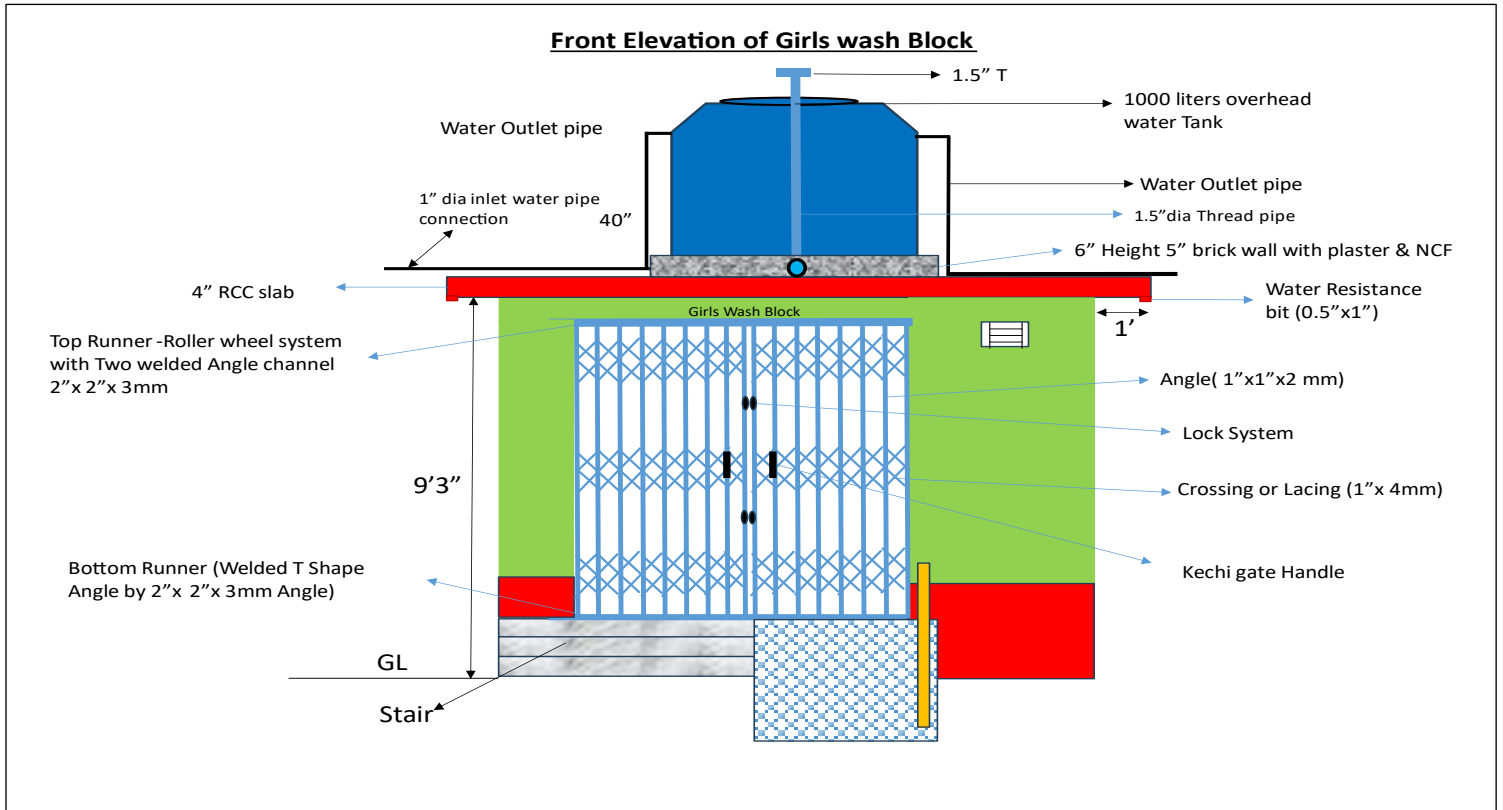 Front Elevation of Girls wash Block
1.5” T
1000 liters overhead
water Tank
Water Outlet pipe
Water Outlet pipe
1” dia inlet water pipe
connection
40”
1.5”dia Thread pipe
6” Height 5” brick wall with plaster & NCF
4” RCC slab
Water Resistance
bit (0.5”x1”)
Girls Wash Block
1’
Top Runner -Roller wheel system
with Two welded Angle channel
2”x 2”x 3mm
Angle( 1”x1”x2 mm)
Lock System
9’3”
Crossing or Lacing (1”x 4mm)
Bottom Runner (Welded T Shape
Angle by 2”x 2”x 3mm Angle)
Kechi gate Handle
GL
Stair